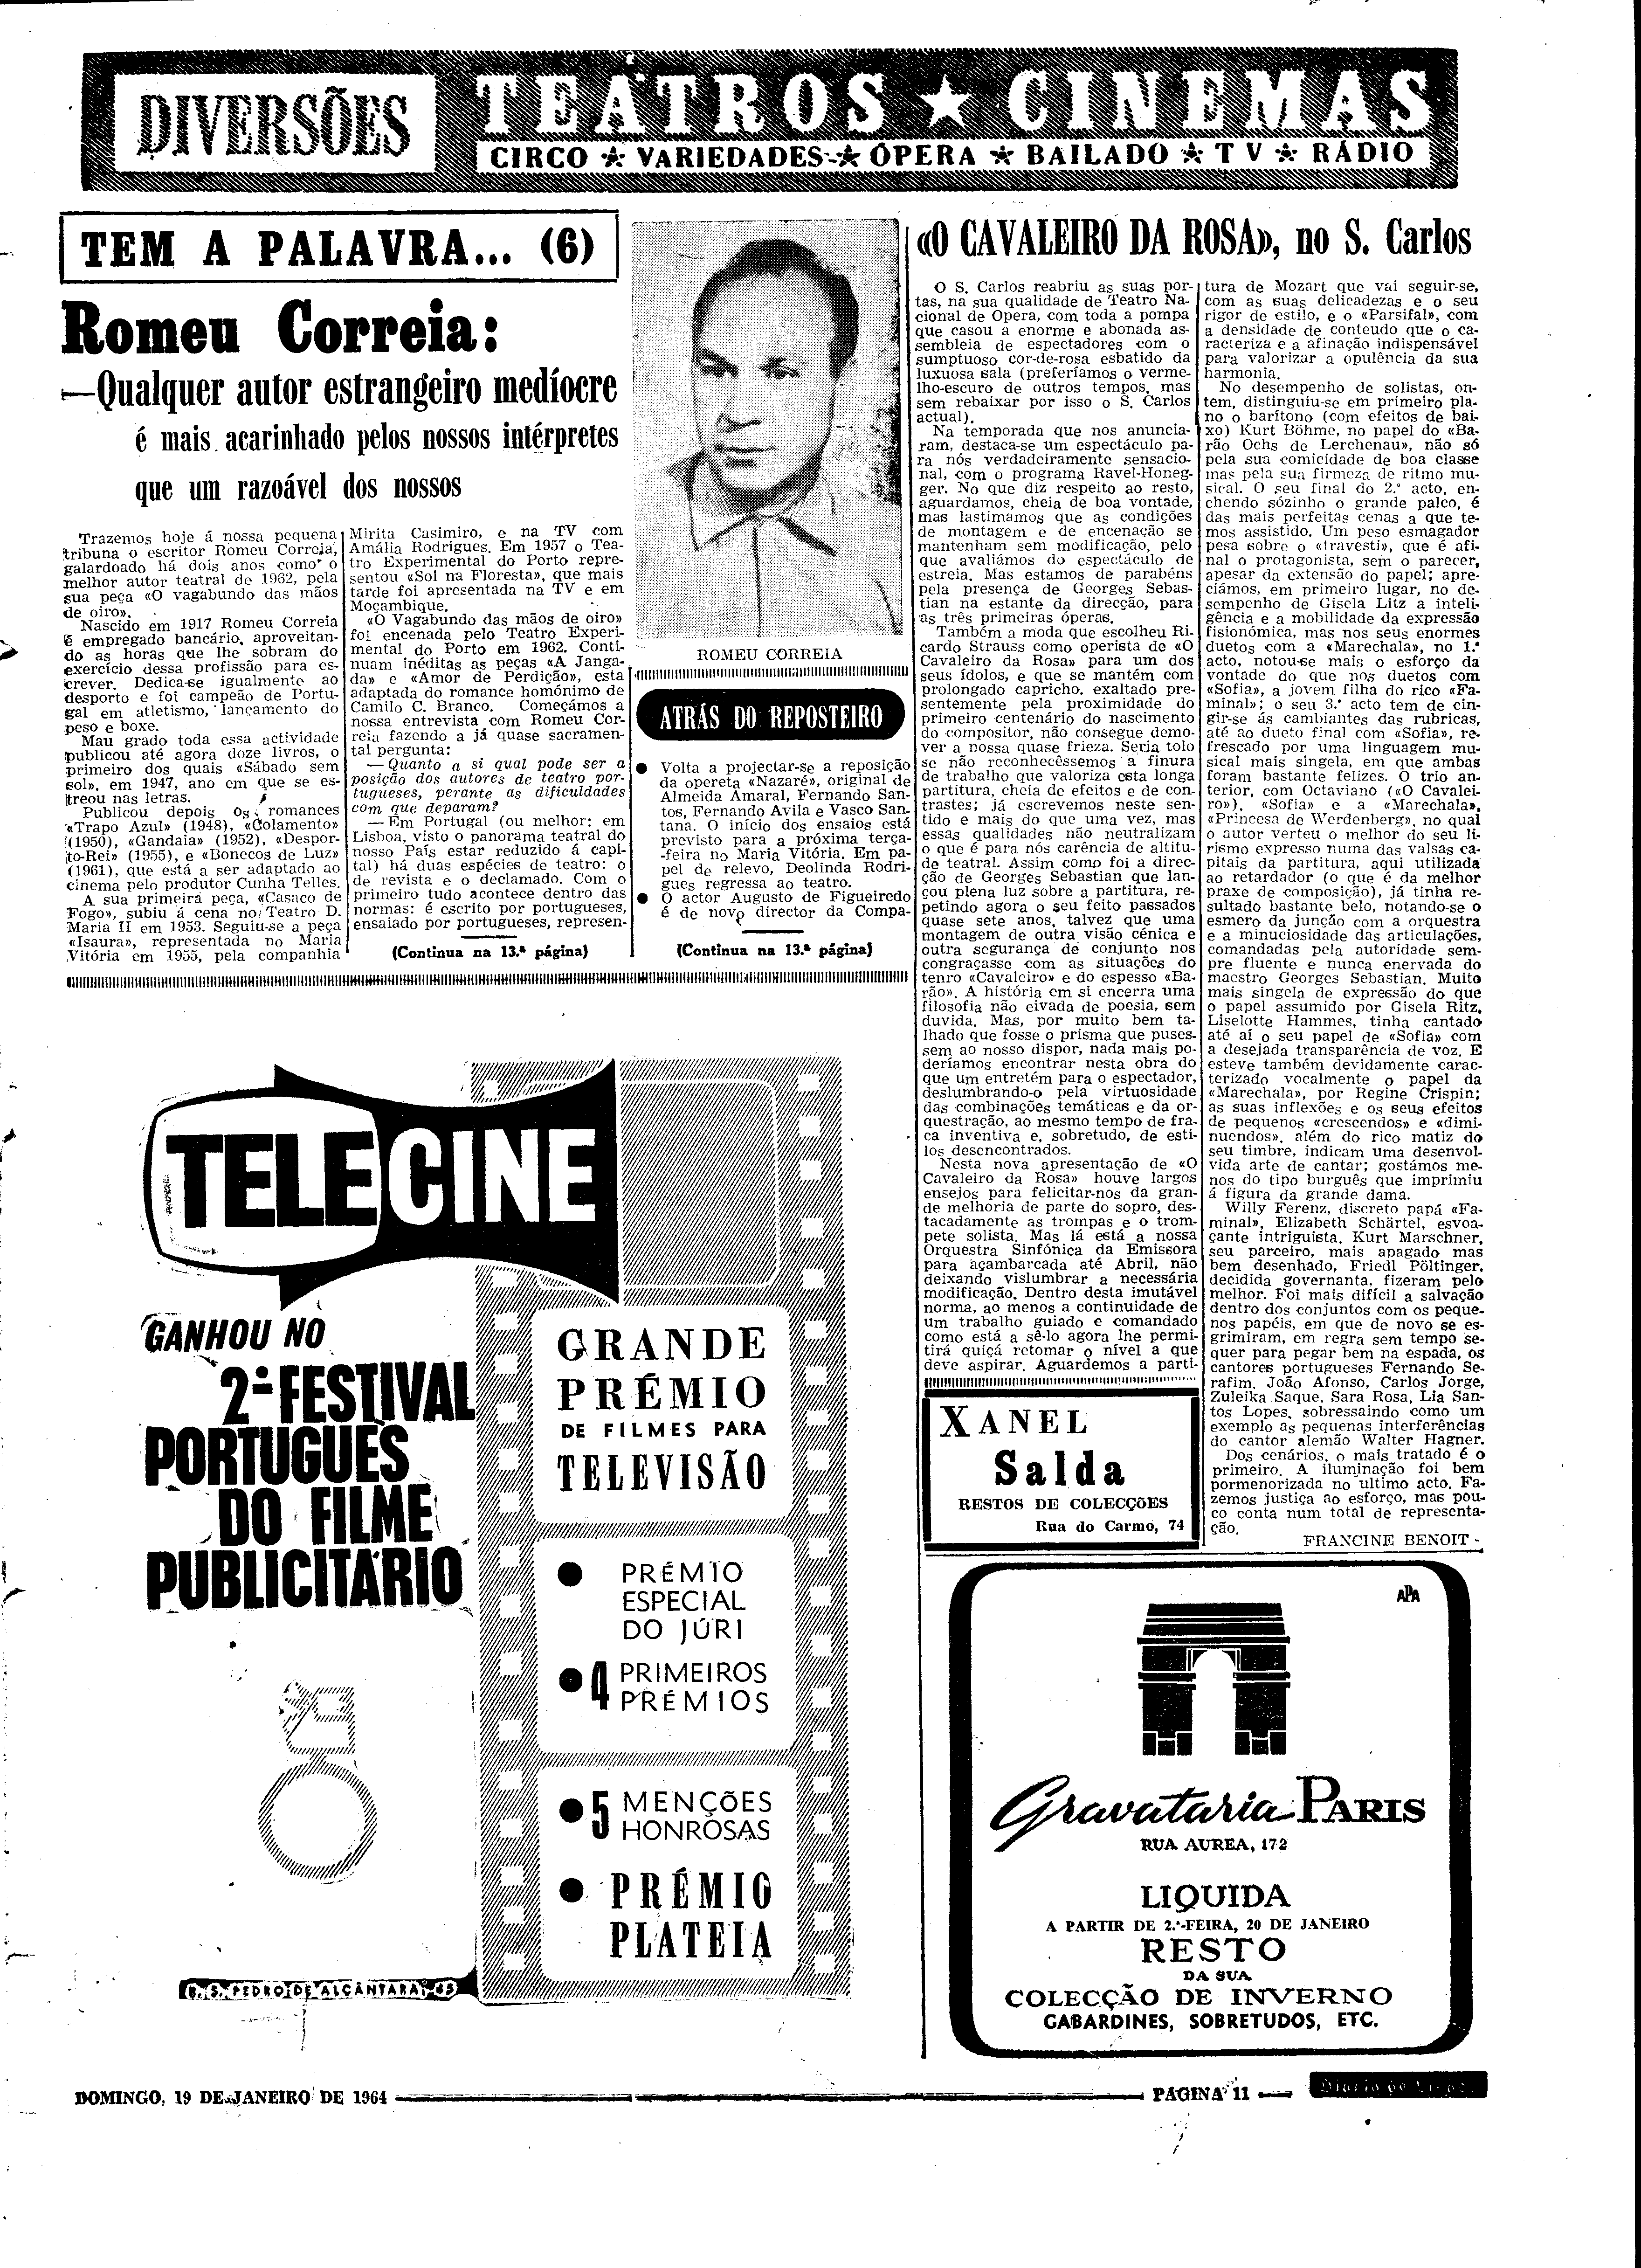 DIVERSÕES
TEATROS ★ CINEMAS
CIRCO ★ VARIEDADES ★ ÓPERA ★ BAILADO ★ TV ★ RÁDIO
TEM A PALAVRA... (6)
Romeu Correia:
—Qualquer autor estrangeiro medíocre
é mais acarinhado pelos nossos intérpretes
que um razoável dos nossos
Trazemos hoje á nossa pequena
tribuna o escritor Romeu Correia,
galardoado há dois anos como o
melhor autor teatral de 1962, pela
sua peça «O vagabundo das mãos
de oiro».
Nascido em 1917 Romeu Correia
é empregado bancário, aproveitan-
do as horas que lhe sobram do
exercício dessa profissão para es-
crever. Dedica-se igualmente ao
desporto e foi campeão de Portu-
gal em atletismo, lançamento do
peso e boxe.
Mau grado toda essa actividade
publicou até agora doze livros, o
primeiro dos quais «Sábado sem
sol», em 1947, ano em que se es-
treou nas letras.
Publicou depois os romances
«Trapo Azul» (1948), «Colamento»
(1950), «Gandaia» (1952), «Despor-
to-Rei» (1955), e «Bonecos de Luz»
(1961), que está a ser adaptado ao
cinema pelo produtor Cunha Telles.
A sua primeira peça, «Casaco de
Fogo», subiu á cena no Teatro D.
Maria II em 1953. Seguiu-se a peça
«Isaura», representada no Maria
Vitória em 1955, pela companhia
Mirita Casimiro, e na TV com
Amália Rodrigues. Em 1957 o Tea-
tro Experimental do Porto repre-
sentou «Sol na Floresta», que mais
tarde foi apresentada na TV e em
Moçambique.
«O Vagabundo das mãos de oiro»
foi encenada pelo Teatro Experi-
mental do Porto em 1962. Conti-
nuam inéditas as peças «A Janga-
da» e «Amor de Perdição», esta
adaptada do romance homónimo de
Camilo C. Branco. Começámos a
nossa entrevista com Romeu Cor-
reia fazendo a já quase sacramen-
tal pergunta:
— Quanto a si qual pode ser a
posição dos autores de teatro por-
tugueses, perante as dificuldades
com que deparam?
— Em Portugal (ou melhor: em
Lisboa, visto o panorama teatral do
nosso País estar reduzido á capi-
tal) há duas espécies de teatro: o
de revista e o declamado. Com o
primeiro tudo acontece dentro das
normas: é escrito por portugueses,
ensaiado por portugueses, represen-
(Continua na 13.ª página)
ROMEU CORREIA
ATRÁS DO REPOSTEIRO
● Volta a projectar-se a reposição
da opereta «Nazaré», original de
Almeida Amaral, Fernando San-
tos, Fernando Avila e Vasco San-
tana. O início dos ensaios está
previsto para a próxima terça-
-feira no Maria Vitória. Em pa-
pel de relevo, Deolinda Rodri-
gues regressa ao teatro.
● O actor Augusto de Figueiredo
é de novo director da Compa-
(Continua na 13.ª página)
«O CAVALEIRO DA ROSA», no S. Carlos
O S. Carlos reabriu as suas por-
tas, na sua qualidade de Teatro Na-
cional de Opera, com toda a pompa
que casou a enorme e abonada as-
sembleia de espectadores com o
sumptuoso cor-de-rosa esbatido da
luxuosa sala (preferíamos o verme-
lho-escuro de outros tempos, mas
sem rebaixar por isso o S. Carlos
actual).
Na temporada que nos anuncia-
ram, destaca-se um espectáculo pa-
ra nós verdadeiramente sensacio-
nal, com o programa Ravel-Honeg-
ger. No que diz respeito ao resto,
aguardamos, cheia de boa vontade,
mas lastimamos que as condições
de montagem e de encenação se
mantenham sem modificação, pelo
que avaliámos do espectáculo de
estreia. Mas estamos de parabéns
pela presença de Georges Sebas-
tian na estante da direcção, para
as três primeiras óperas.
Também a moda que escolheu Ri-
cardo Strauss como operista de «O
Cavaleiro da Rosa» para um dos
seus ídolos, e que se mantém com
prolongado capricho, exaltado pre-
sentemente pela proximidade do
primeiro centenário do nascimento
do compositor, não consegue demo-
ver a nossa quase frieza. Seria tolo
se não reconhecêssemos a finura
de trabalho que valoriza esta longa
partitura, cheia de efeitos e de con-
trastes; já escrevemos neste sen-
tido e mais do que uma vez, mas
essas qualidades não neutralizam
o que é para nós carência de altitu-
de teatral. Assim como foi a direc-
ção de Georges Sebastian que lan-
çou plena luz sobre a partitura, re-
petindo agora o seu feito passados
quase sete anos, talvez que uma
montagem de outra visão cénica e
outra segurança de conjunto nos
congraçasse com as situações do
tenro «Cavaleiro» e do espesso «Ba-
rão». A história em si encerra uma
filosofia não eivada de poesia, sem
duvida. Mas, por muito bem ta-
lhado que fosse o prisma que puses-
sem ao nosso dispor, nada mais po-
deríamos encontrar nesta obra do
que um entretém para o espectador,
deslumbrando-o pela virtuosidade
das combinações temáticas e da or-
questração, ao mesmo tempo de fra-
ca inventiva e, sobretudo, de esti-
los desencontrados.
Nesta nova apresentação de «O
Cavaleiro da Rosa» houve largos
ensejos para felicitar-nos da gran-
de melhoria de parte do sopro, des-
tacadamente as trompas e o trom-
pete solista. Mas lá está a nossa
Orquestra Sinfónica da Emissora
para açambarcada até Abril, não
deixando vislumbrar a necessária
modificação. Dentro desta imutável
norma, ao menos a continuidade de
um trabalho guiado e comandado
como está a sê-lo agora lhe permi-
tirá quiçá retomar o nível a que
deve aspirar. Aguardemos a parti-
tura de Mozart que vai seguir-se,
com as suas delicadezas e o seu
rigor de estilo, e o «Parsifal», com
a densidade de conteudo que o ca-
racteriza e a afinação indispensável
para valorizar a opulência da sua
harmonia.
No desempenho de solistas, on-
tem, distinguiu-se em primeiro pla-
no o barítono (com efeitos de bai-
xo) Kurt Böhme, no papel do «Ba-
rão Ochs de Lerchenau», não só
pela sua comicidade de boa classe
mas pela sua firmeza de ritmo mu-
sical. O seu final do 2.º acto, en-
chendo sózinho o grande palco, é
das mais perfeitas cenas a que te-
mos assistido. Um peso esmagador
pesa sobre o «travesti», que é afi-
nal o protagonista, sem o parecer,
apesar da extensão do papel; apre-
ciámos, em primeiro lugar, no de-
sempenho de Gisela Litz a inteli-
gência e a mobilidade da expressão
fisionómica, mas nos seus enormes
duetos com a «Marechala», no 1.º
acto, notou-se mais o esforço da
vontade do que nos duetos com
«Sofia», a jovem filha do rico «Fa-
minal»; o seu 3.º acto tem de cin-
gir-se ás cambiantes das rubricas,
até ao dueto final com «Sofia», re-
frescado por uma linguagem mu-
sical mais singela, em que ambas
foram bastante felizes. O trio an-
terior, com Octaviano («O Cavalei-
ro»), «Sofia» e a «Marechala»,
«Princesa de Werdenberg», no qual
o autor verteu o melhor do seu li-
rismo expresso numa das valsas ca-
pitais da partitura, aqui utilizada
ao retardador (o que é da melhor
praxe de composição), já tinha re-
sultado bastante belo, notando-se o
esmero da junção com a orquestra
e a minuciosidade das articulações,
comandadas pela autoridade sem-
pre fluente e nunca enervada do
maestro Georges Sebastian. Muito
mais singela de expressão do que
o papel assumido por Gisela Ritz,
Liselotte Hammes, tinha cantado
até aí o seu papel de «Sofia» com
a desejada transparência de voz. E
esteve também devidamente carac-
terizado vocalmente o papel da
«Marechala», por Regine Crispin;
as suas inflexões e os seus efeitos
de pequenos «crescendos» e «dimi-
nuendos», além do rico matiz do
seu timbre, indicam uma desenvol-
vida arte de cantar; gostámos me-
nos do tipo burguês que imprimiu
á figura da grande dama.
Willy Ferenz, discreto papá «Fa-
minal», Elizabeth Schärtel, esvoa-
çante intriguista, Kurt Marschner,
seu parceiro, mais apagado mas
bem desenhado, Friedl Pöltinger,
decidida governanta, fizeram pelo
melhor. Foi mais difícil a salvação
dentro dos conjuntos com os peque-
nos papéis, em que de novo se es-
grimiram, em regra sem tempo se-
quer para pegar bem na espada, os
cantores portugueses Fernando Se-
rafim, João Afonso, Carlos Jorge,
Zuleika Saque, Sara Rosa, Lia San-
tos Lopes, sobressaindo como um
exemplo as pequenas interferências
do cantor alemão Walter Hagner.
Dos cenários, o mais tratado é o
primeiro. A iluminação foi bem
pormenorizada no ultimo acto. Fa-
zemos justiça ao esforço, mas pou-
co conta num total de representa-
ção.
FRANCINE BENOIT
TELECINE
GANHOU NO
2.º FESTIVAL
PORTUGUÊS
DO FILME
PUBLICITÁRIO
GRANDE
PRÉMIO
DE FILMES PARA
TELEVISÃO
● PRÉMIO
ESPECIAL
DO JÚRI
● 4 PRIMEIROS
PRÉMIOS
● 5 MENÇÕES
HONROSAS
● PRÉMIO
PLATEIA
R. S. PEDRO DE ALCÂNTARA, 45
XANEL
Salda
RESTOS DE COLECÇÕES
Rua do Carmo, 74
APA
Gravataria PARIS
RUA AUREA, 172
LIQUIDA
A PARTIR DE 2.ª-FEIRA, 20 DE JANEIRO
RESTO
DA SUA
COLECÇÃO DE INVERNO
GABARDINES, SOBRETUDOS, ETC.
DOMINGO, 19 DE JANEIRO DE 1964
PAGINA 11